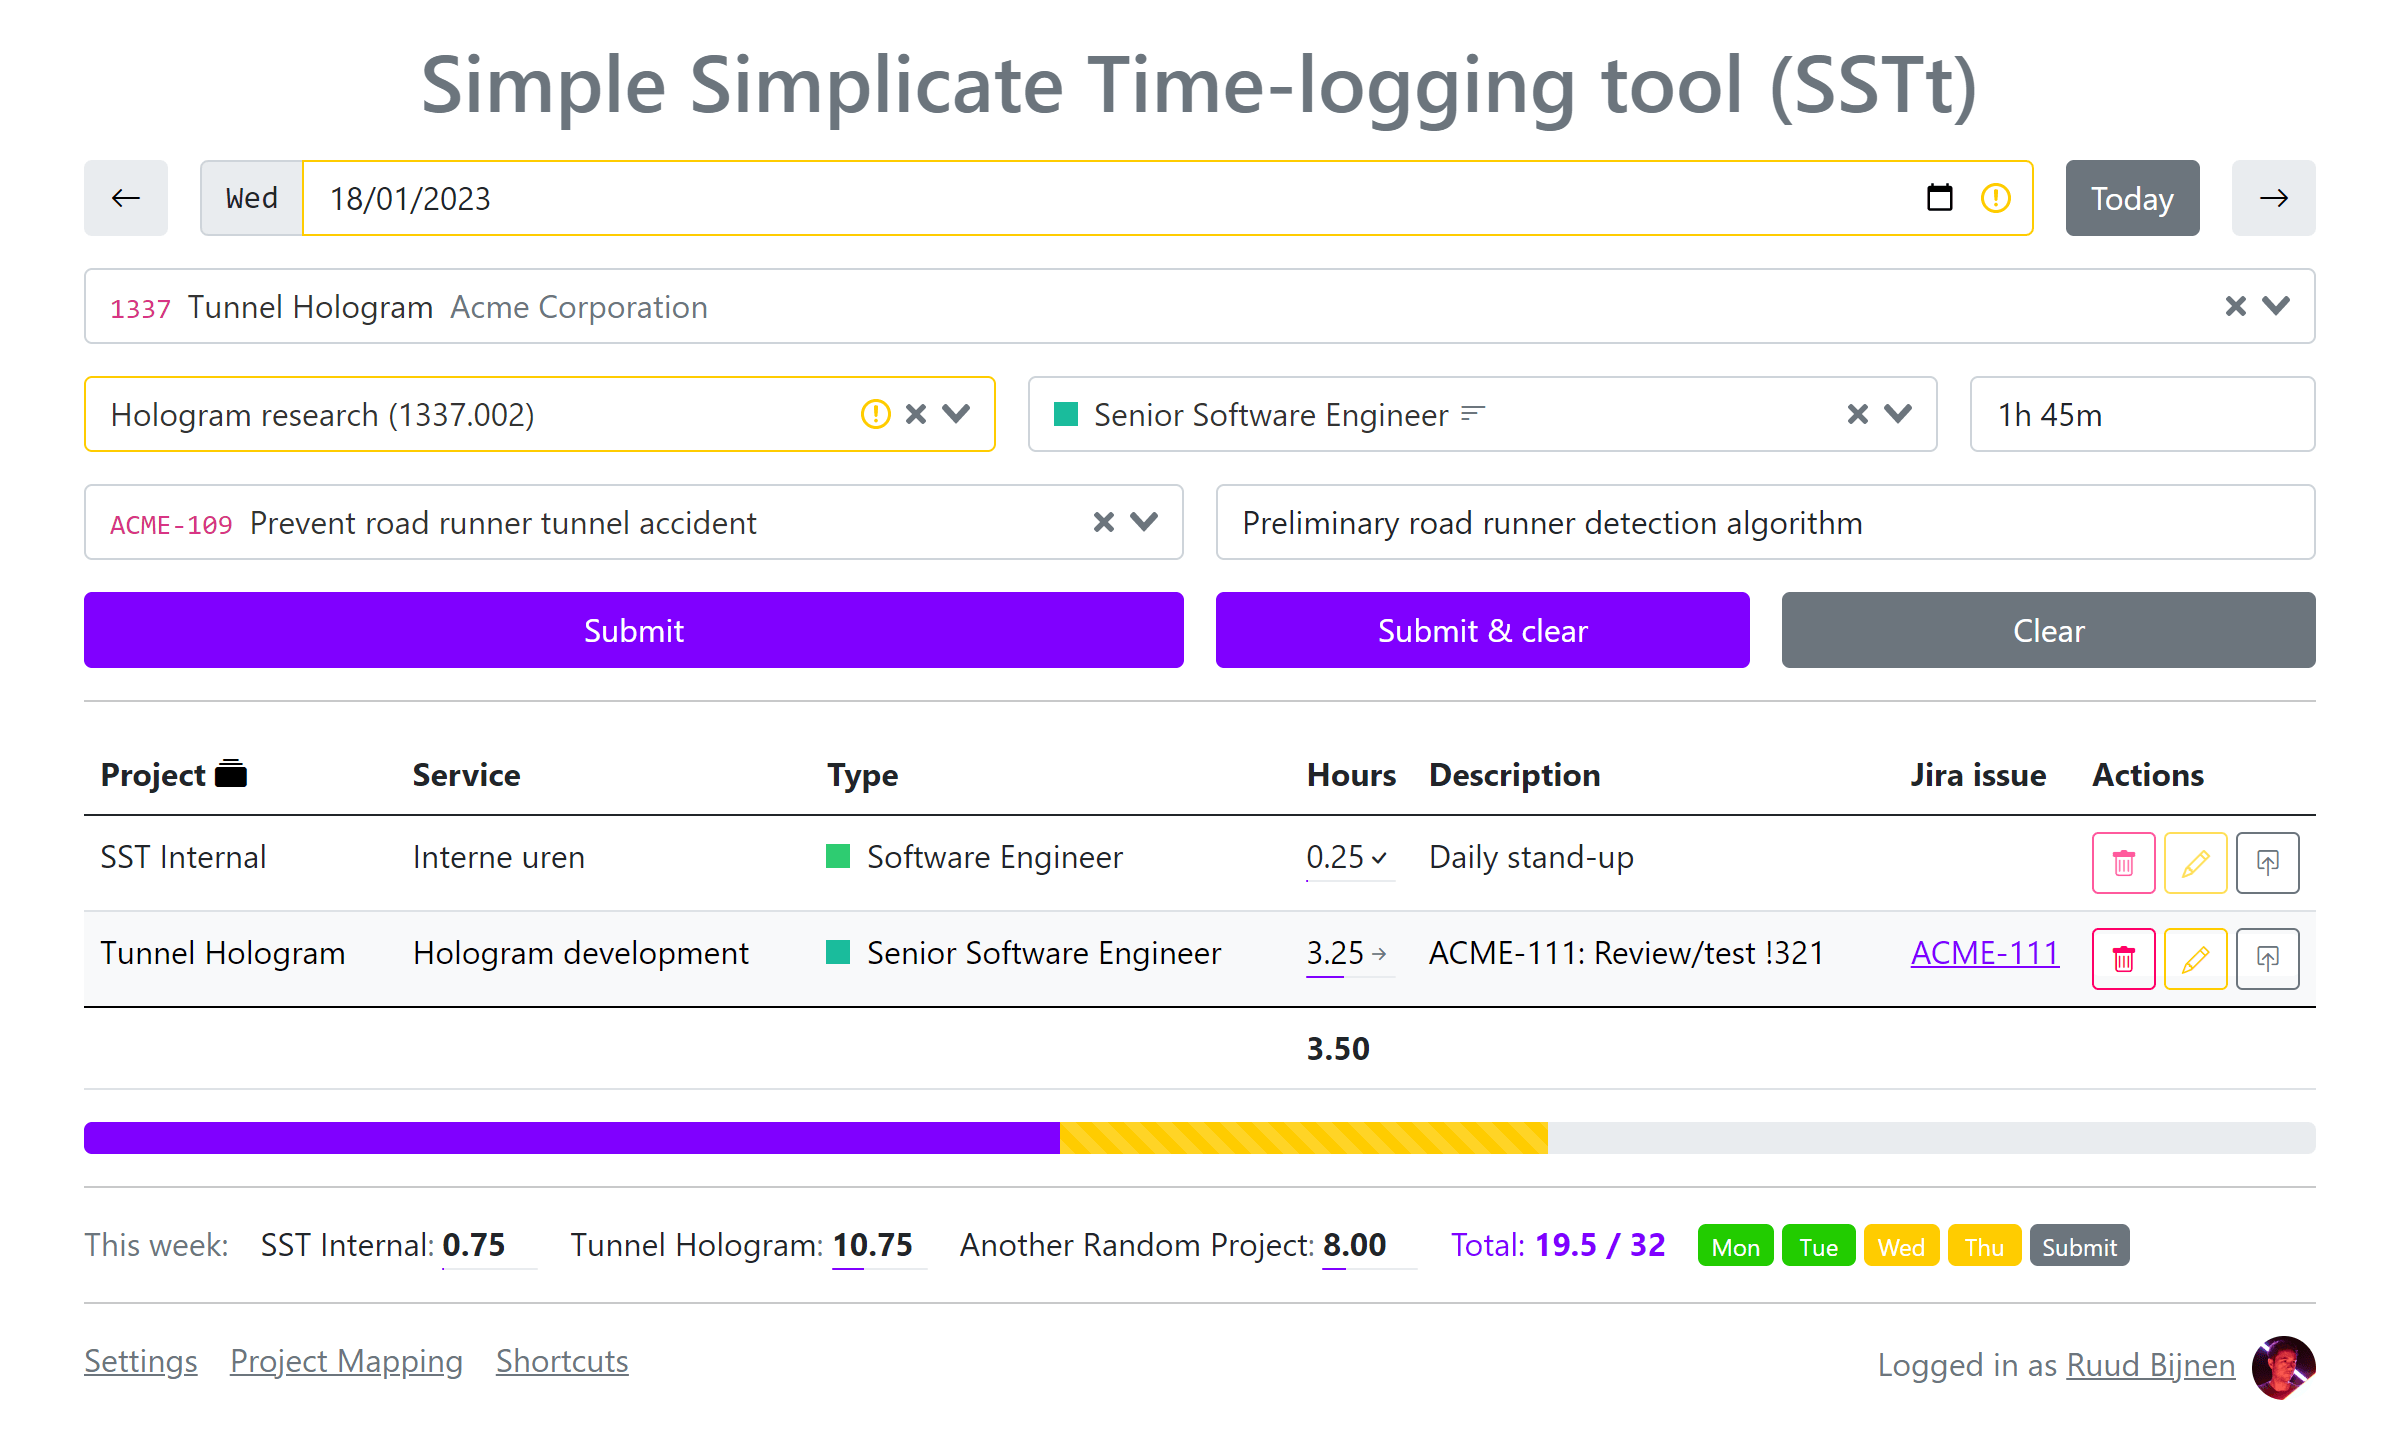 Simple Simplicate Time-logging tool (SSTt)
Wed 18/01/2023 Today
1337 Tunnel Hologram Acme Corporation
Hologram research (1337.002) Senior Software Engineer 1h 45m
ACME-109 Prevent road runner tunnel accident Preliminary road runner detection algorithm
Submit Submit & clear Clear
Project Service Type Hours Description Jira issue Actions
SST Internal Interne uren Software Engineer 0.25 Daily stand-up
Tunnel Hologram Hologram development Senior Software Engineer 3.25 ACME-111: Review/test !321 ACME-111
3.50
This week: SST Internal: 0.75 Tunnel Hologram: 10.75 Another Random Project: 8.00 Total: 19.5 / 32 Mon Tue Wed Thu Submit
Settings Project Mapping Shortcuts Logged in as Ruud Bijnen